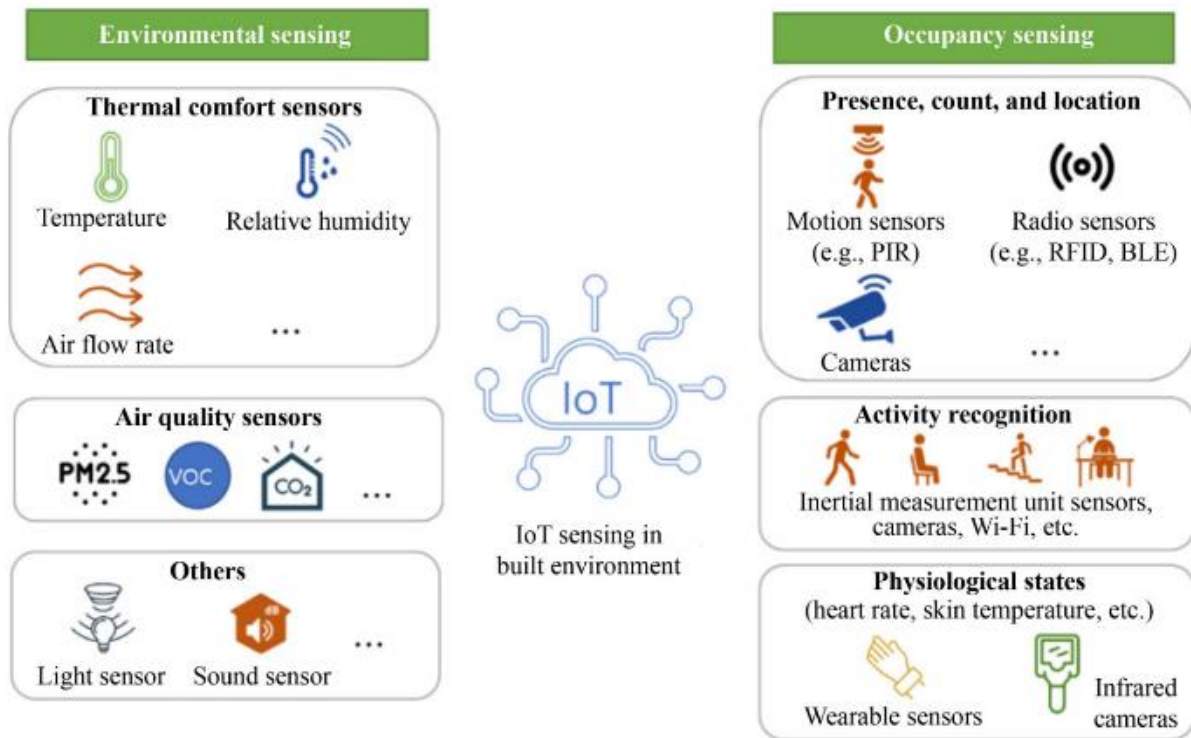 Environmental sensing
Thermal comfort sensors
Temperature
Relative humidity
Air flow rate
...
Air quality sensors
PM2.5
VOC
CO2
...
Others
dB
Light sensor
Sound sensor
...
IoT
IoT sensing in
built environment
Occupancy sensing
Presence, count, and location
Motion sensors
(e.g., PIR)
Radio sensors
(e.g., RFID, BLE)
Cameras
...
Activity recognition
Inertial measurement unit sensors,
cameras, Wi-Fi, etc.
Physiological states
(heart rate, skin temperature, etc.)
Wearable sensors
Infrared
cameras